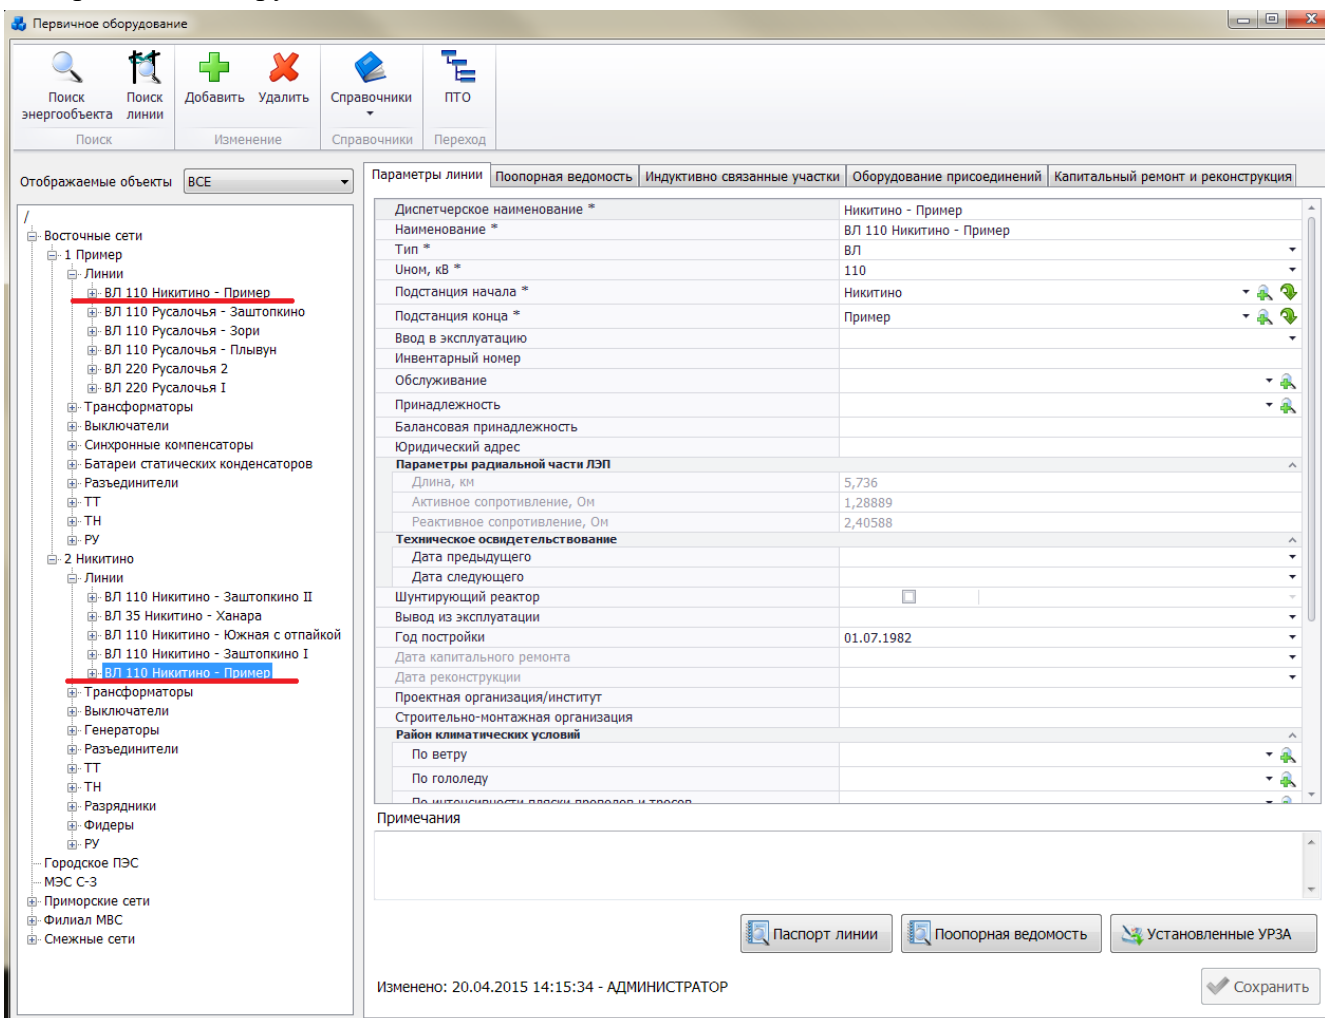 Первичное оборудование
Поиск энергообъекта
Поиск линии
Добавить
Удалить
Справочники
ПТО
Поиск
Изменение
Справочники
Переход
Отображаемые объекты
ВСЕ
/
Восточные сети
1 Пример
Линии
ВЛ 110 Никитино - Пример
ВЛ 110 Русалочья - Заштопкино
ВЛ 110 Русалочья - Зори
ВЛ 110 Русалочья - Плывун
ВЛ 220 Русалочья 2
ВЛ 220 Русалочья I
Трансформаторы
Выключатели
Синхронные компенсаторы
Батареи статических конденсаторов
Разъединители
ТТ
ТН
РУ
2 Никитино
Линии
ВЛ 110 Никитино - Заштопкино II
ВЛ 35 Никитино - Ханара
ВЛ 110 Никитино - Южная с отпайкой
ВЛ 110 Никитино - Заштопкино I
ВЛ 110 Никитино - Пример
Трансформаторы
Выключатели
Генераторы
Разъединители
ТТ
ТН
Разрядники
Фидеры
РУ
Городское ПЭС
МЭС С-3
Приморские сети
Филиал МВС
Смежные сети
Параметры линии
Поопорная ведомость
Индуктивно связанные участки
Оборудование присоединений
Капитальный ремонт и реконструкция
Диспетчерское наименование * Никитино - Пример
Наименование * ВЛ 110 Никитино - Пример
Тип * ВЛ
Uном, кВ * 110
Подстанция начала * Никитино
Подстанция конца * Пример
Ввод в эксплуатацию
Инвентарный номер
Обслуживание
Принадлежность
Балансовая принадлежность
Юридический адрес
Параметры радиальной части ЛЭП
Длина, км 5,736
Активное сопротивление, Ом 1,28889
Реактивное сопротивление, Ом 2,40588
Техническое освидетельствование
Дата предыдущего
Дата следующего
Шунтирующий реактор
Вывод из эксплуатации
Год постройки 01.07.1982
Дата капитального ремонта
Дата реконструкции
Проектная организация/институт
Строительно-монтажная организация
Район климатических условий
По ветру
По гололеду
По интенсивности пляски проводов и тросов
Примечания
Паспорт линии
Поопорная ведомость
Установленные УРЗА
Изменено: 20.04.2015 14:15:34 - АДМИНИСТРАТОР
Сохранить